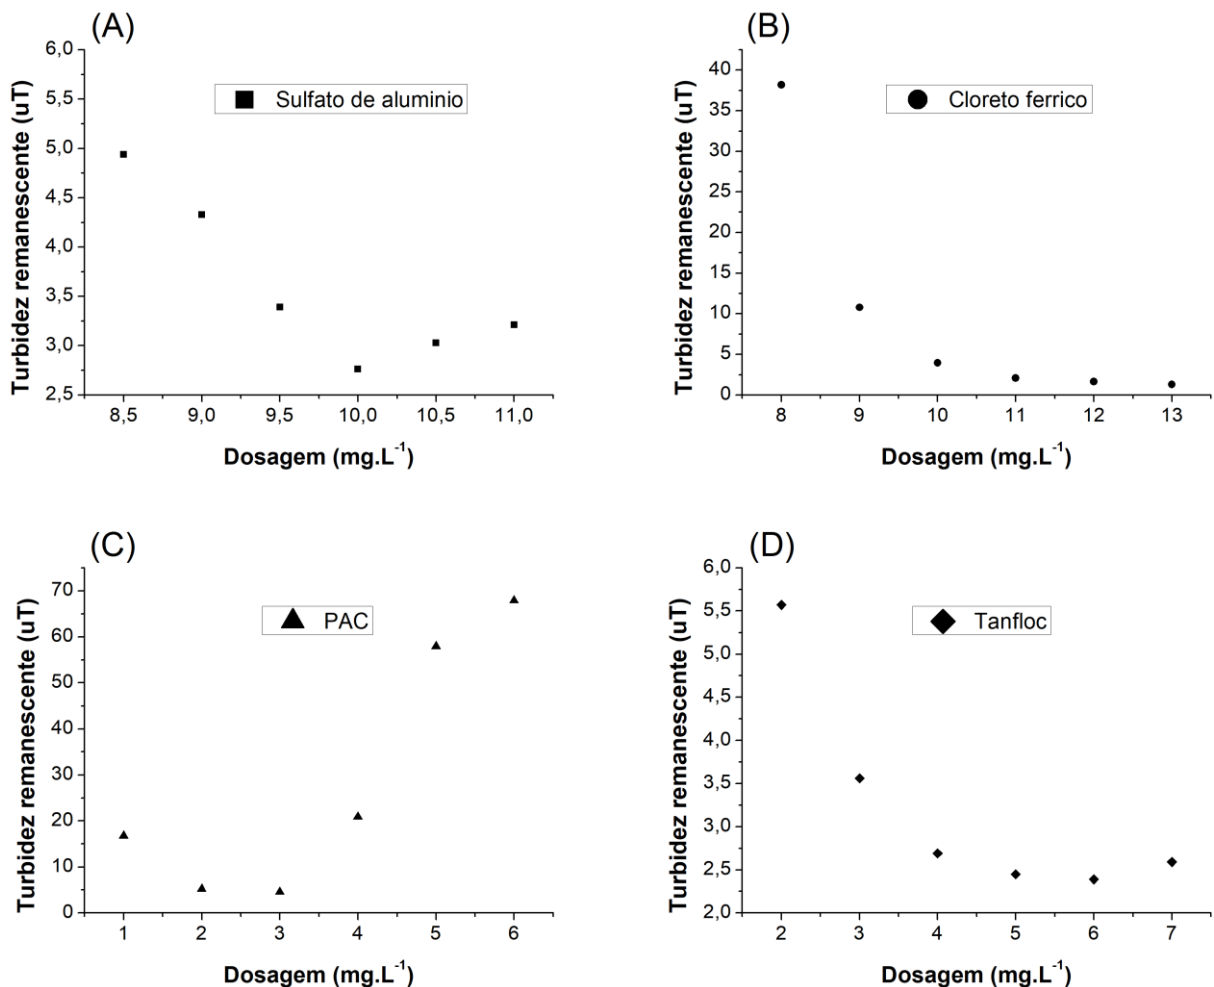 (A)
Turbidez remanescente (uT)
6,0
5,5
5,0
4,5
4,0
3,5
3,0
2,5
Sulfato de aluminio
8,5 9,0 9,5 10,0 10,5 11,0
Dosagem (mg.L⁻¹)
(B)
Turbidez remanescente (uT)
40
35
30
25
20
15
10
5
0
Cloreto ferrico
8 9 10 11 12 13
Dosagem (mg.L⁻¹)
(C)
Turbidez remanescente (uT)
70
60
50
40
30
20
10
0
PAC
1 2 3 4 5 6
Dosagem (mg.L⁻¹)
(D)
Turbidez remanescente (uT)
6,0
5,5
5,0
4,5
4,0
3,5
3,0
2,5
2,0
Tanfloc
2 3 4 5 6 7
Dosagem (mg.L⁻¹)